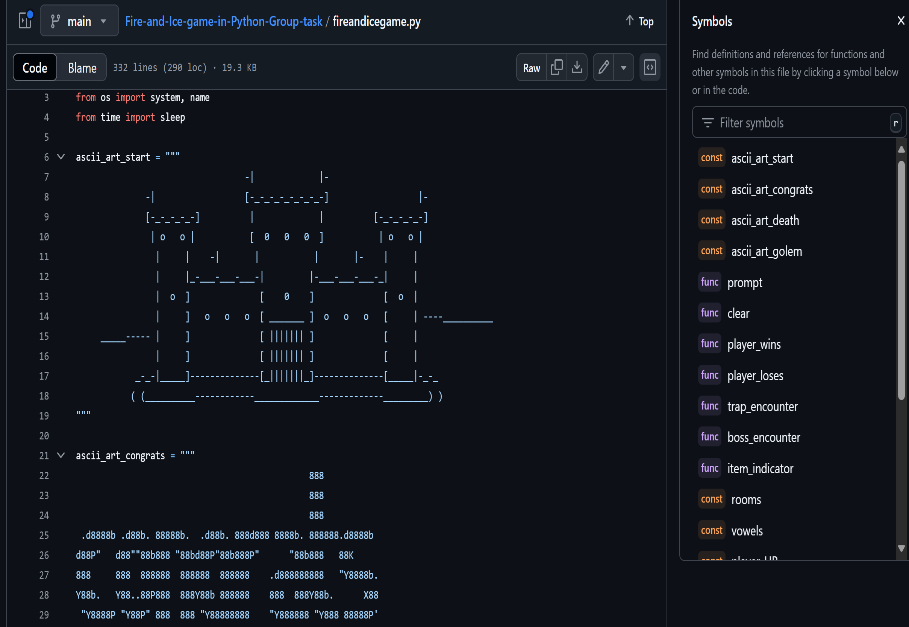 main
Fire-and-Ice-game-in-Python-Group-task / fireandicegame.py
Top
Code
Blame
332 lines (290 loc) · 19.3 KB
Raw
3 from os import system, name
4 from time import sleep
5
6 ascii_art_start = """
7                                   -|             |-
8               -|                  [-_-_-_-_-_-_-_-]                  |-
9               [-_-_-_-_-]          |             |          [-_-_-_-_-]
10               | o   o |           [  0   0   0  ]           | o   o |
11                |     |    -|       |           |       |-    |     |
12                |     |_-___-___-___-|         |-___-___-___-_|     |
13                |  o  ]              [    0    ]              [  o  |
14                |     ]   o   o   o  [ _______ ]  o   o   o   [     | ----__________
15     _____----- |     ]              [ ||||||| ]              [     |
16                |     ]              [ ||||||| ]              [     |
17            _-_-|_____]--------------[_|||||||_]--------------[_____|-_-_
18           ( (__________------------_____________-------------_________) )
19 """
20
21 ascii_art_congrats = """
22                                                888
23                                                888
24                                                888
25  .d8888b .d88b. 88888b.  .d88b. 888d888 8888b. 888888.d8888b
26 d88P"   d88""88b888 "88bd88P"88b888P"      "88b888   88K
27 888     888  888888  888888  888888    .d888888888   "Y8888b.
28 Y88b.   Y88..88P888  888Y88b 888888    888  888Y88b.      X88
29  "Y8888P "Y88P" 888  888 "Y88888888    "Y888888 "Y888 88888P'
Symbols
X
Find definitions and references for functions and
other symbols in this file by clicking a symbol below
or in the code.
Filter symbols
r
const ascii_art_start
const ascii_art_congrats
const ascii_art_death
const ascii_art_golem
func prompt
func clear
func player_wins
func player_loses
func trap_encounter
func boss_encounter
func item_indicator
const rooms
const vowels
const player_HP